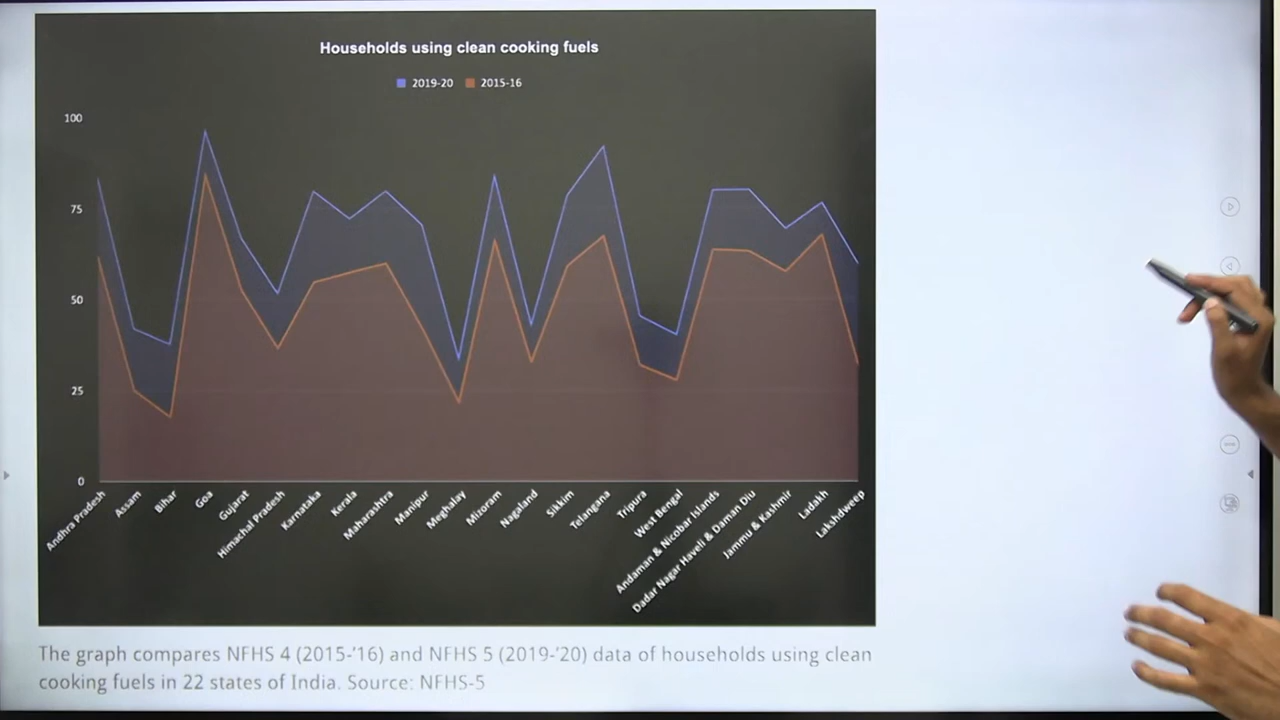 Households using clean cooking fuels
2019-20 2015-16
100
75
50
25
0
Andhra Pradesh
Assam
Bihar
Goa
Gujarat
Himachal Pradesh
Karnataka
Kerala
Maharashtra
Manipur
Meghalay
Mizoram
Nagaland
Sikkim
Telangana
Tripura
West Bengal
Andaman & Nicobar Islands
Dadar Nagar Haveli & Daman Diu
Jammu & Kashmir
Ladakh
Lakshdweep
The graph compares NFHS 4 (2015-’16) and NFHS 5 (2019-’20) data of households using clean
cooking fuels in 22 states of India. Source: NFHS-5